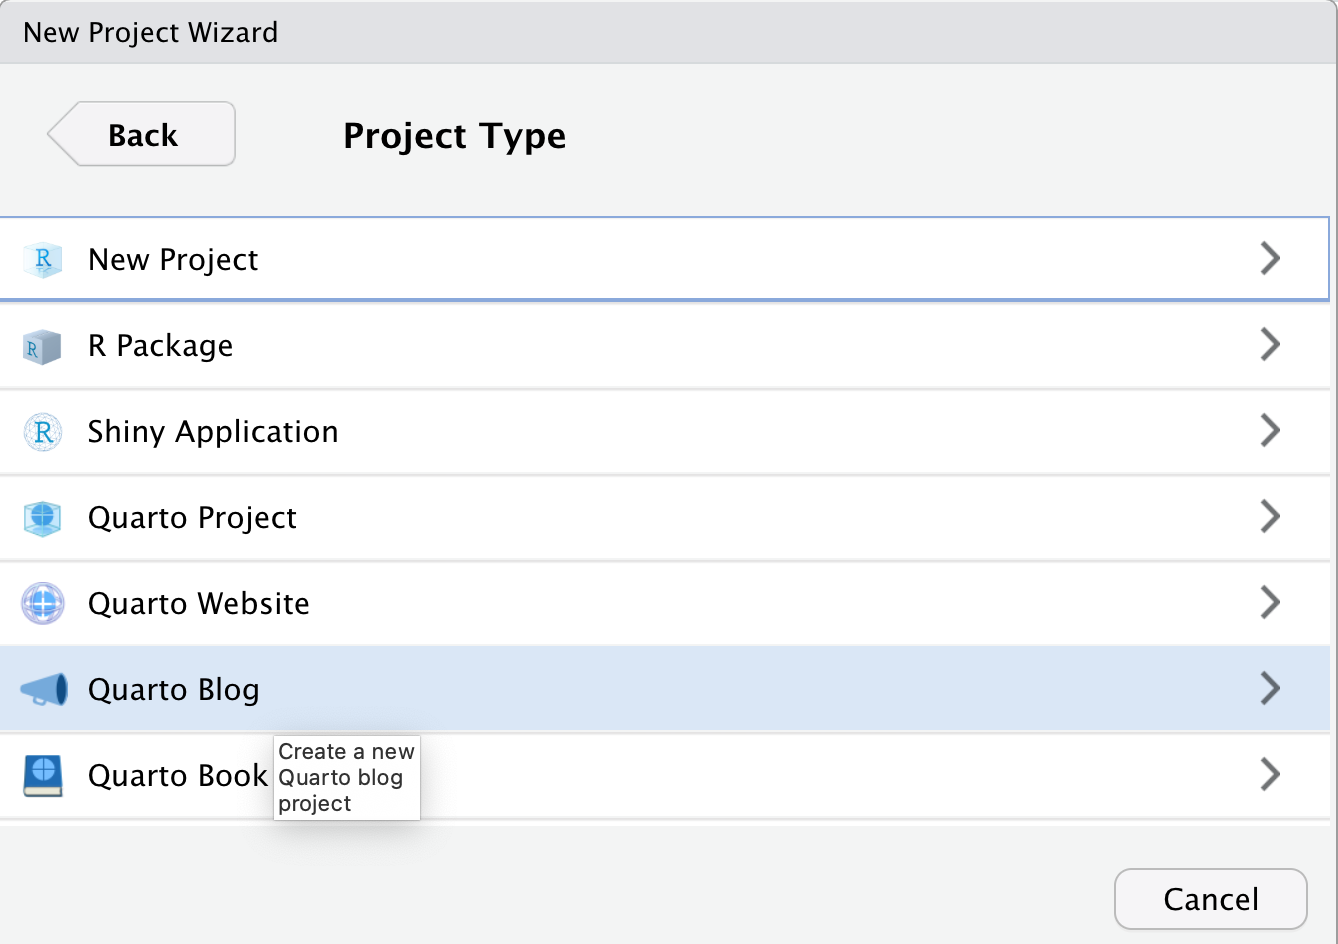 New Project Wizard
Back
Project Type
R
New Project
R
R Package
R
Shiny Application
Quarto Project
Quarto Website
Quarto Blog
Quarto Book
Create a new
Quarto blog
project
Cancel